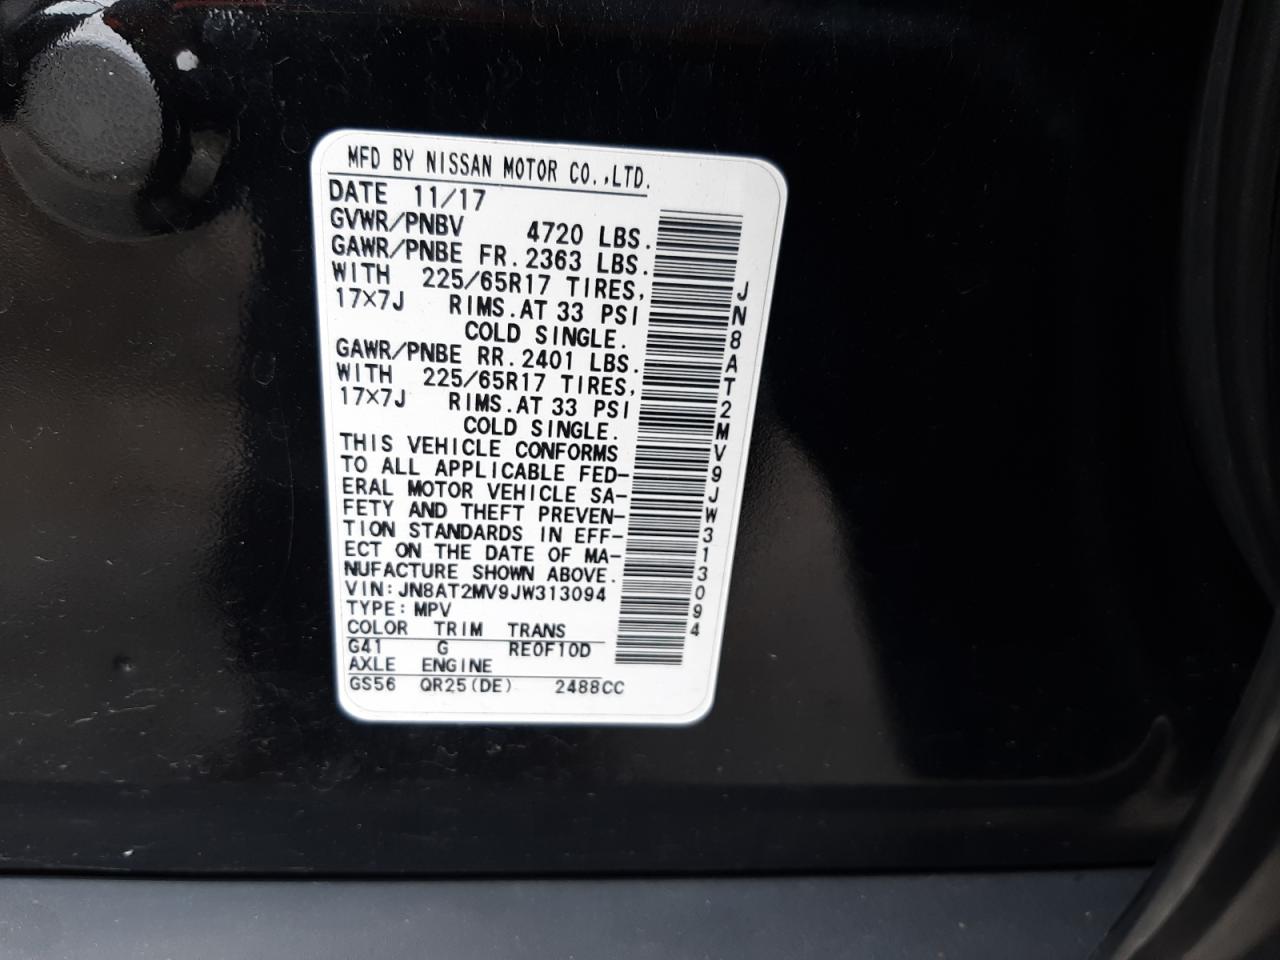 MFD BY NISSAN MOTOR CO.,LTD.
DATE 11/17
GVWR/PNBV 4720 LBS.
GAWR/PNBE FR.2363 LBS.
WITH 225/65R17 TIRES,
17×7J RIMS.AT 33 PSI
COLD SINGLE.
GAWR/PNBE RR.2401 LBS.
WITH 225/65R17 TIRES,
17×7J RIMS.AT 33 PSI
COLD SINGLE.
THIS VEHICLE CONFORMS
TO ALL APPLICABLE FED-
ERAL MOTOR VEHICLE SA-
FETY AND THEFT PREVEN-
TION STANDARDS IN EFF-
ECT ON THE DATE OF MA-
NUFACTURE SHOWN ABOVE.
VIN:JN8AT2MV9JW313094
TYPE:MPV
COLOR TRIM TRANS
G41 G RE0F10D
AXLE ENGINE
GS56 QR25(DE) 2488CC
JN8AT2MV9JW313094